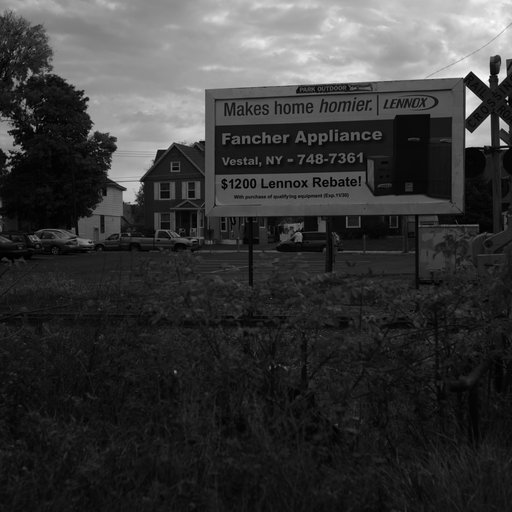 PARK OUTDOOR
Makes home homier. LENNOX
Fancher Appliance
Vestal, NY - 748-7361
$1200 Lennox Rebate!
With purchase of qualifying equipment (Exp.11/30)